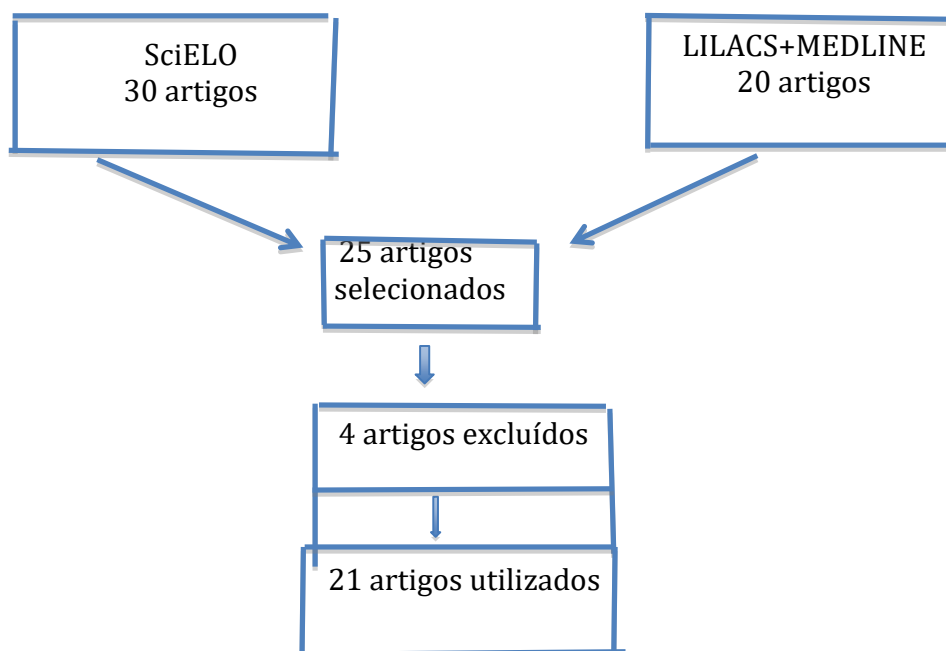 SciELO
30 artigos
LILACS+MEDLINE
20 artigos
25 artigos
selecionados
4 artigos excluídos
21 artigos utilizados